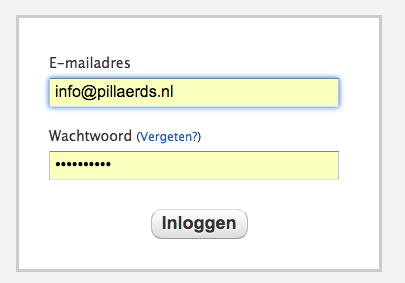 E-mailadres
info@pillaerds.nl
Wachtwoord (Vergeten?)
••••••••••
Inloggen